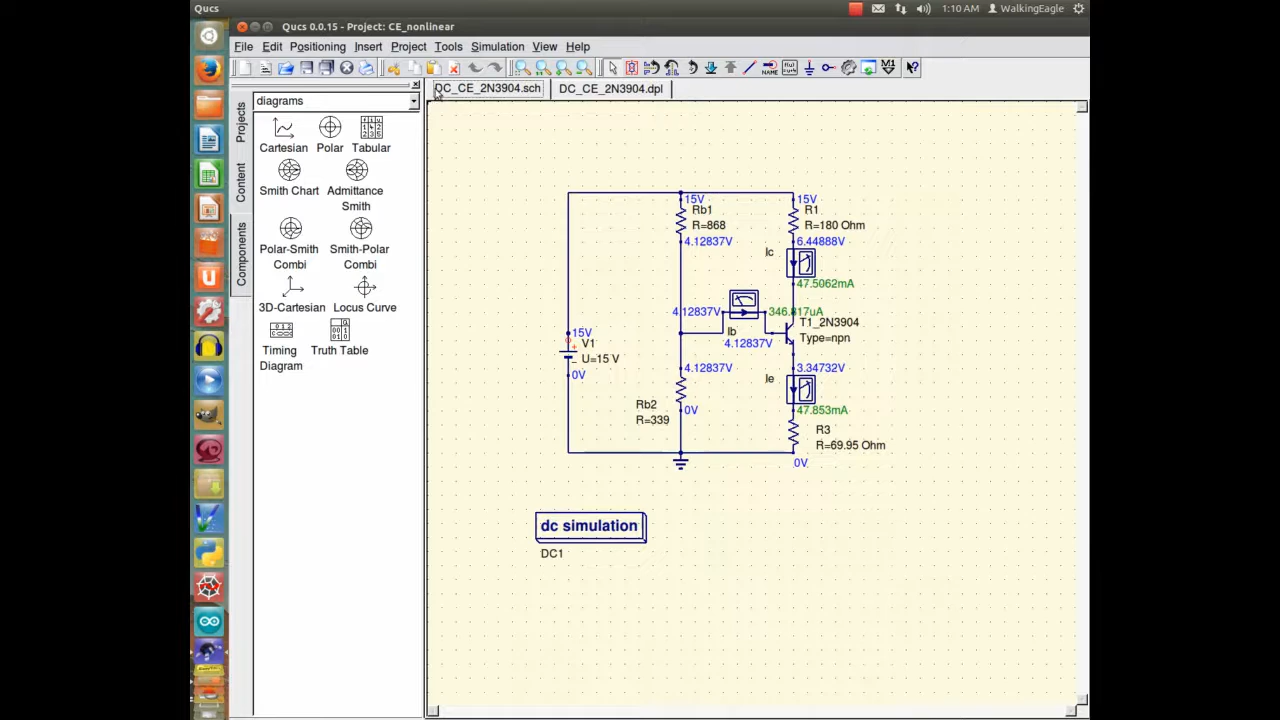 Qucs
1:10 AM
WalkingEagle
Qucs 0.0.15 - Project: CE_nonlinear
File Edit Positioning Insert Project Tools Simulation View Help
NAME
DC_CE_2N3904.sch
DC_CE_2N3904.dpl
Projects
Content
Components
diagrams
Cartesian
Polar
Tabular
Smith Chart
Admittance
Smith
Polar-Smith
Combi
Smith-Polar
Combi
3D-Cartesian
Locus Curve
Timing
Diagram
Truth Table
15V
Rb1
R=868
4.12837V
15V
R1
R=180 Ohm
6.44888V
Ic
47.5062mA
4.12837V
346.817uA
Ib
4.12837V
T1_2N3904
Type=npn
15V
V1
U=15 V
0V
4.12837V
3.34732V
Ie
47.853mA
Rb2
R=339
0V
R3
R=69.95 Ohm
0V
dc simulation
DC1